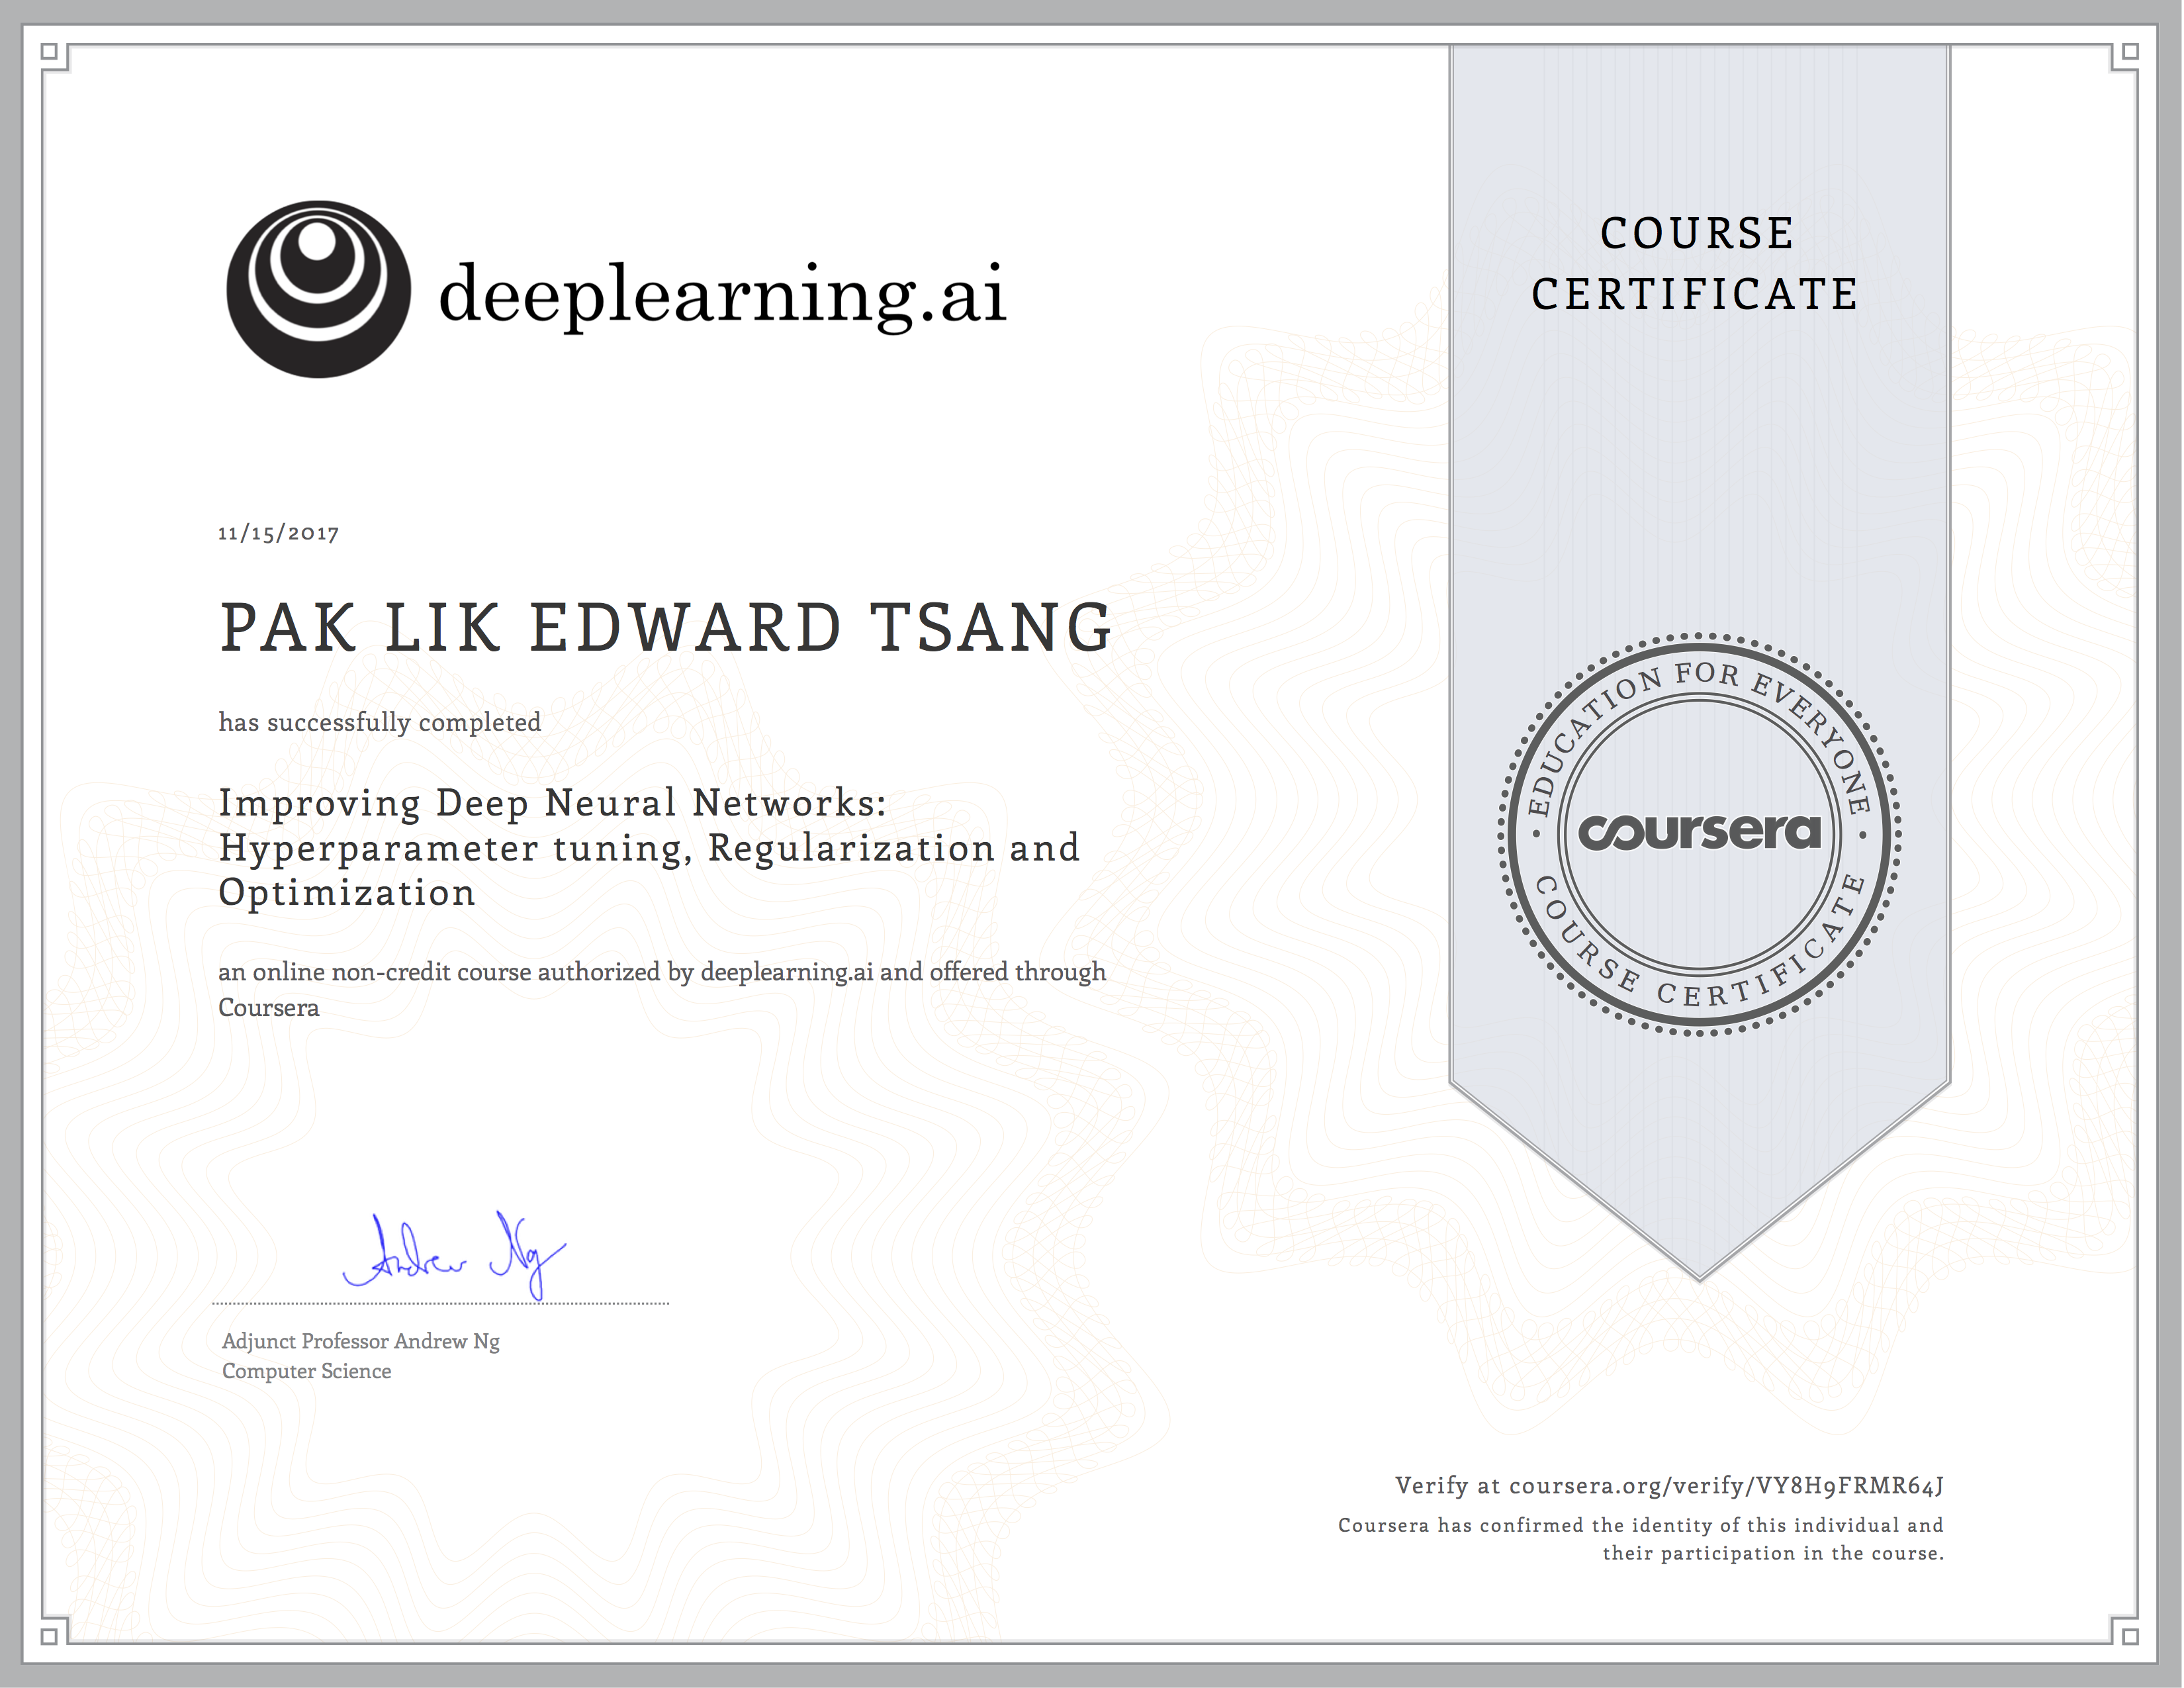 deeplearning.ai
COURSE
CERTIFICATE
11/15/2017
PAK LIK EDWARD TSANG
has successfully completed
Improving Deep Neural Networks:
Hyperparameter tuning, Regularization and
Optimization
an online non-credit course authorized by deeplearning.ai and offered through
Coursera
EDUCATION FOR EVERYONE
coursera
COURSE CERTIFICATE
Andrew Ng
Adjunct Professor Andrew Ng
Computer Science
Verify at coursera.org/verify/VY8H9FRMR64J
Coursera has confirmed the identity of this individual and
their participation in the course.